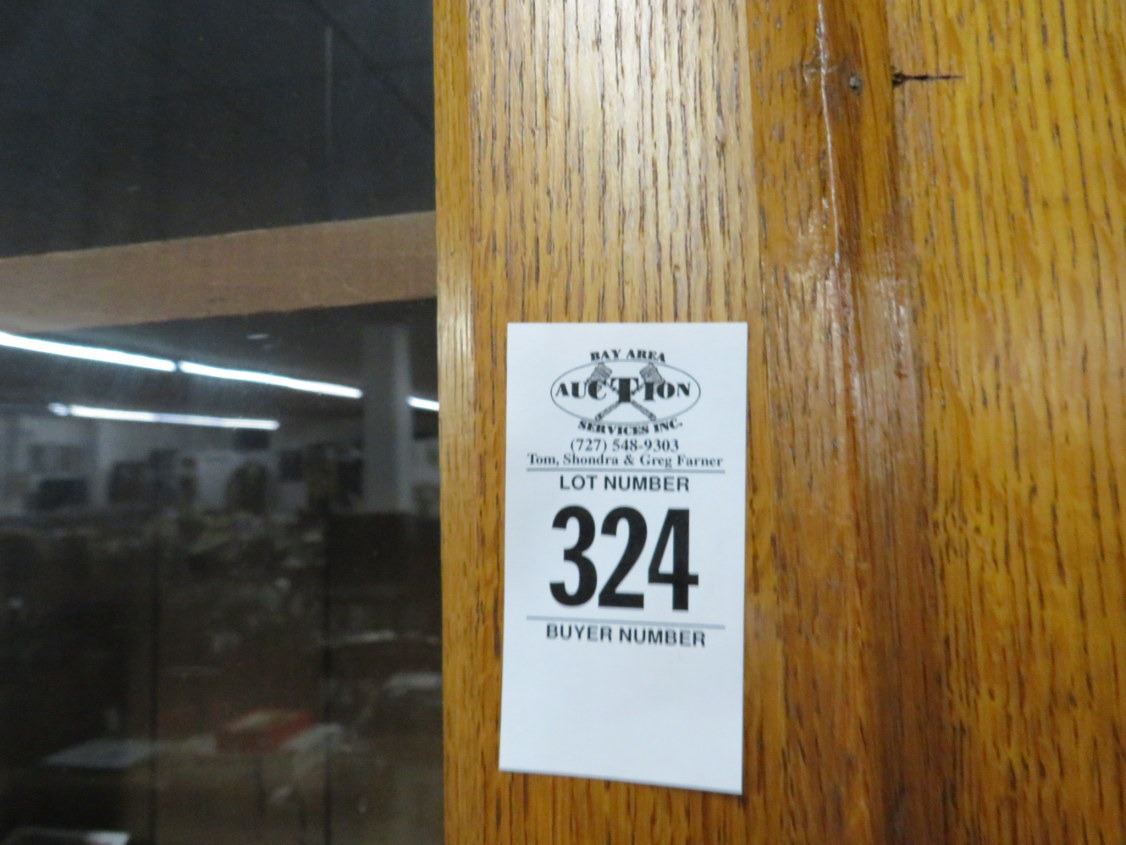 BAY AREA
AUCTION
SERVICES INC.
(727) 548-9303
Tom, Shondra & Greg Farner
LOT NUMBER
324
BUYER NUMBER